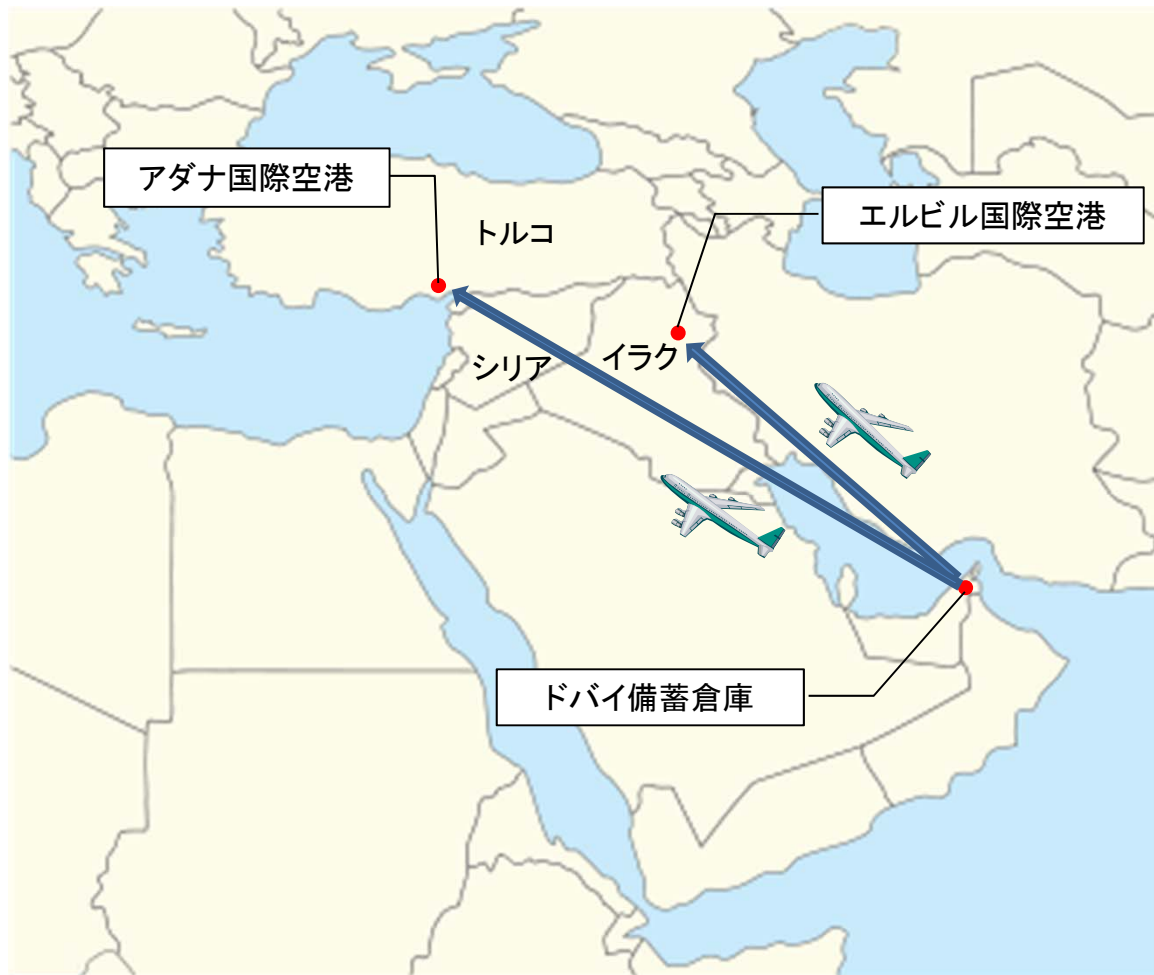 アダナ国際空港
エルビル国際空港
トルコ
シリア
イラク
ドバイ備蓄倉庫